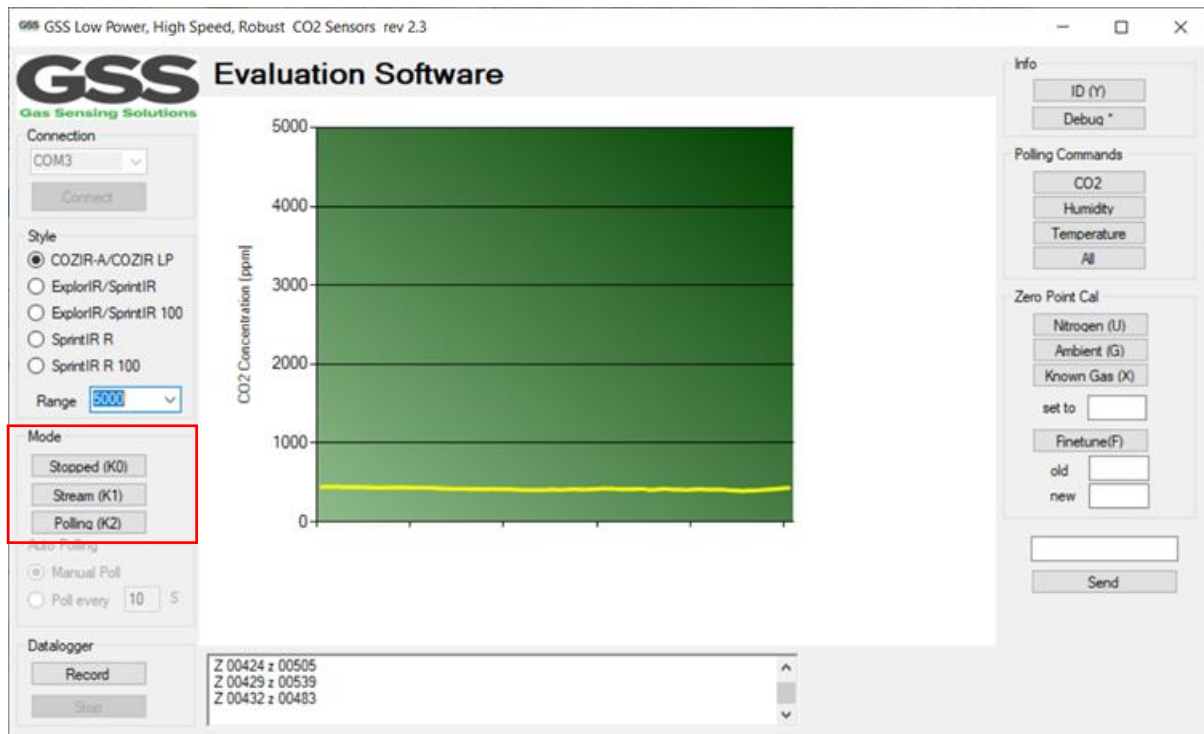 GSS GSS Low Power, High Speed, Robust CO2 Sensors rev 2.3
GSS
Gas Sensing Solutions
Evaluation Software
Connection
COM3
Connect
Style
COZIR-A/COZIR LP
ExplorIR/SprintIR
ExplorIR/SprintIR 100
SprintIR R
SprintIR R 100
Range 5000
Mode
Stopped (K0)
Stream (K1)
Polling (K2)
Auto Polling
Manual Poll
Poll every 10 S
Datalogger
Record
Stop
CO2 Concentration [ppm]
5000
4000
3000
2000
1000
0
Z 00424 z 00505
Z 00429 z 00539
Z 00432 z 00483
Info
ID (Y)
Debug *
Polling Commands
CO2
Humidity
Temperature
All
Zero Point Cal
Nitrogen (U)
Ambient (G)
Known Gas (X)
set to
Finetune(F)
old
new
Send